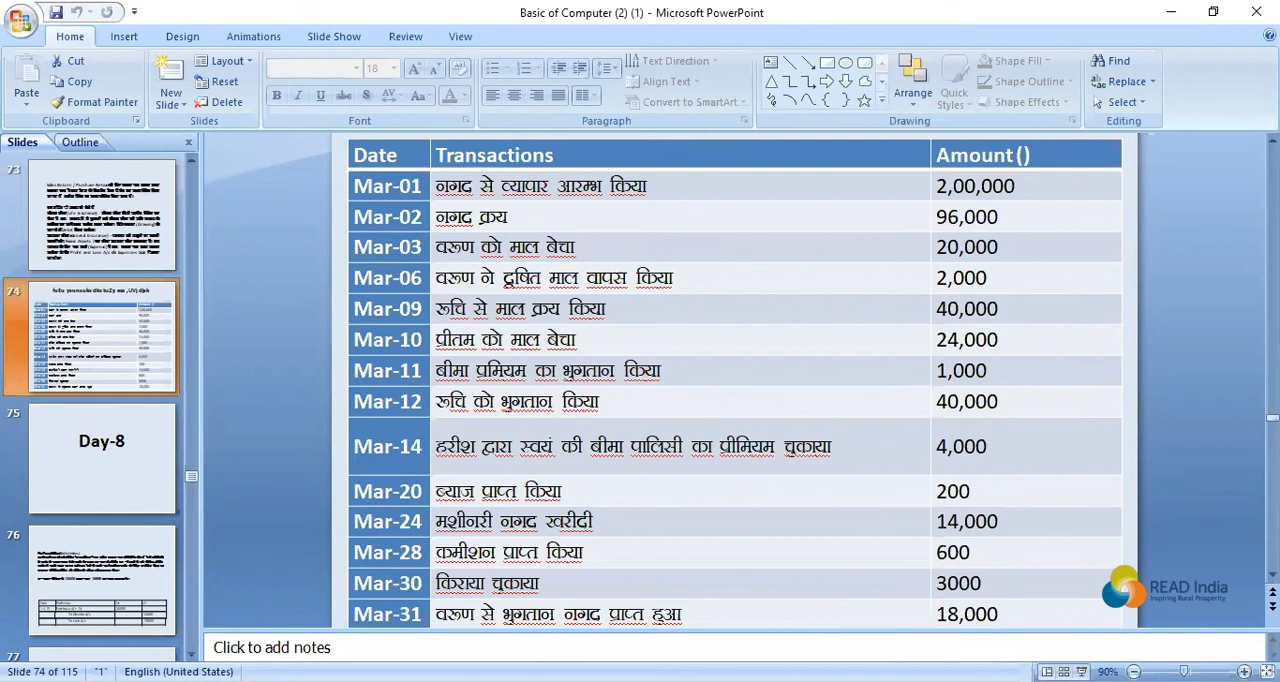 Basic of Computer (2) (1) - Microsoft PowerPoint
Home Insert Design Animations Slide Show Review View
Cut
Copy
Format Painter
Paste
Clipboard
New Slide
Layout
Reset
Delete
Slides
18
Font
Paragraph
Text Direction
Align Text
Convert to SmartArt
Arrange
Quick Styles
Shape Fill
Shape Outline
Shape Effects
Drawing
Find
Replace
Select
Editing
Slides Outline
73
74
75
Day-8
76
77
Date Transactions Amount()
Mar-01 नगद से व्यापार आरम्भ किया 2,00,000
Mar-02 नगद क्रय 96,000
Mar-03 वरूण को माल बेचा 20,000
Mar-06 वरूण ने दूषित माल वापस किया 2,000
Mar-09 रूचि से माल क्रय किया 40,000
Mar-10 प्रीतम को माल बेचा 24,000
Mar-11 बीमा प्रमियम का भुगतान किया 1,000
Mar-12 रूचि को भुगतान किया 40,000
Mar-14 हरीश द्वारा स्वयं की बीमा पालिसी का प्रीमियम चुकाया 4,000
Mar-20 ब्याज प्राप्त किया 200
Mar-24 मशीनरी नगद खरीदी 14,000
Mar-28 कमीशन प्राप्त किया 600
Mar-30 किराया चुकाया 3000
Mar-31 वरूण से भुगतान नगद प्राप्त हुआ 18,000
READ India
Inspiring Rural Prosperity
Click to add notes
Slide 74 of 115 "1" English (United States) 90%